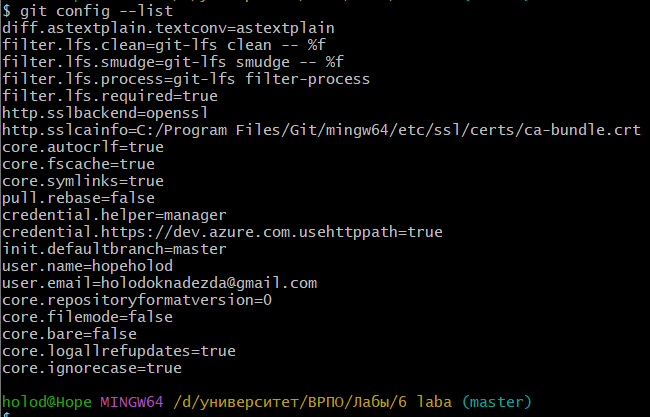 $ git config --list
diff.astextplain.textconv=astextplain
filter.lfs.clean=git-lfs clean -- %f
filter.lfs.smudge=git-lfs smudge -- %f
filter.lfs.process=git-lfs filter-process
filter.lfs.required=true
http.sslbackend=openssl
http.sslcainfo=C:/Program Files/Git/mingw64/etc/ssl/certs/ca-bundle.crt
core.autocrlf=true
core.fscache=true
core.symlinks=true
pull.rebase=false
credential.helper=manager
credential.https://dev.azure.com.usehttppath=true
init.defaultbranch=master
user.name=hopeholod
user.email=holodoknadezda@gmail.com
core.repositoryformatversion=0
core.filemode=false
core.bare=false
core.logallrefupdates=true
core.ignorecase=true
holod@Hope MINGW64 /d/университет/ВРПО/Лабы/6 laba (master)
$